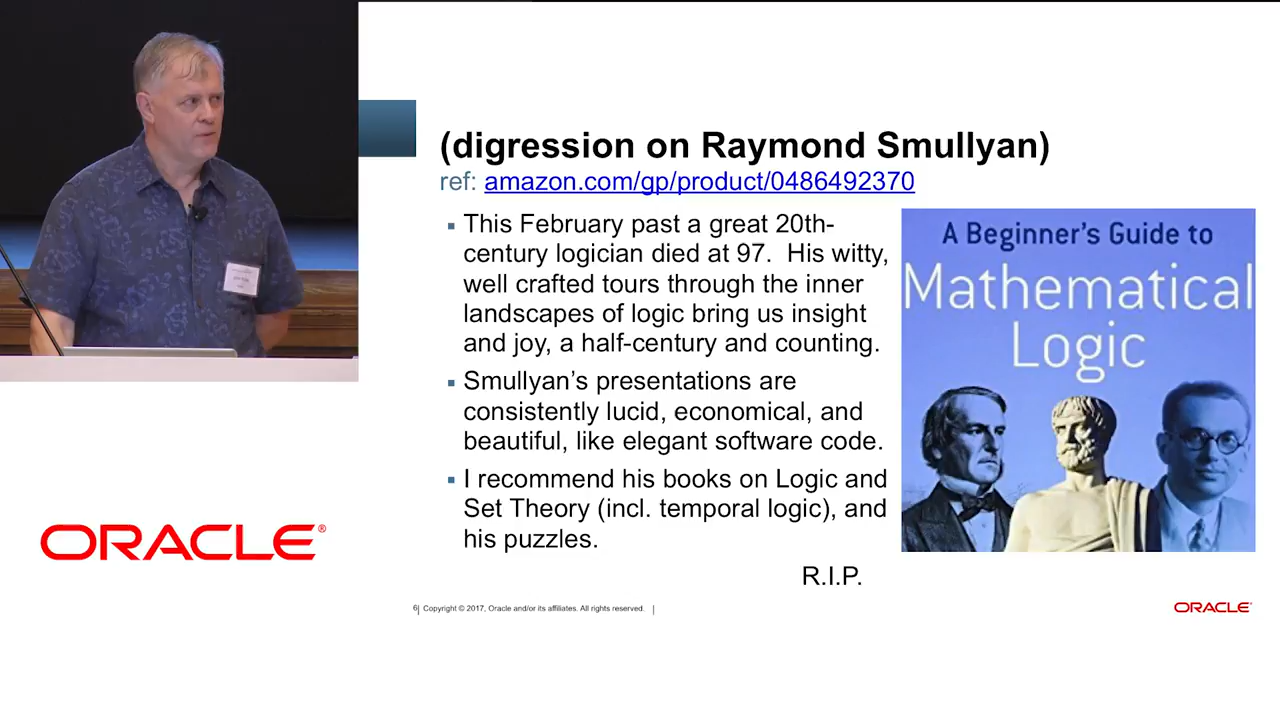 (digression on Raymond Smullyan)
ref: amazon.com/gp/product/0486492370
This February past a great 20th-
century logician died at 97.  His witty,
well crafted tours through the inner
landscapes of logic bring us insight
and joy, a half-century and counting.
Smullyan’s presentations are
consistently lucid, economical, and
beautiful, like elegant software code.
I recommend his books on Logic and
Set Theory (incl. temporal logic), and
his puzzles.
R.I.P.
A Beginner's Guide to
Mathematical
Logic
ORACLE®
6| Copyright © 2017, Oracle and/or its affiliates. All rights reserved. |
ORACLE®